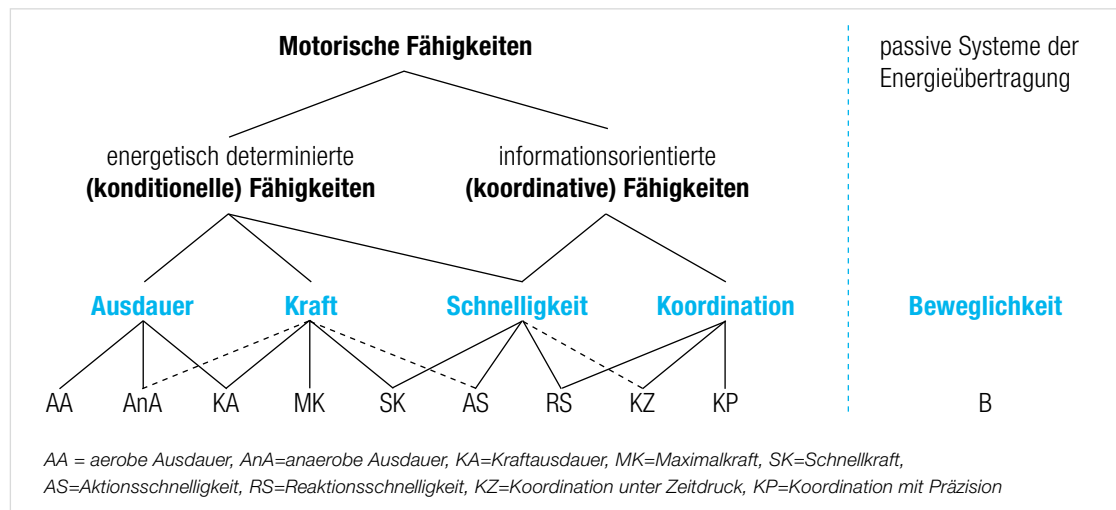 Motorische Fähigkeiten
passive Systeme der
Energieübertragung
energetisch determinierte
(konditionelle) Fähigkeiten
informationsorientierte
(koordinative) Fähigkeiten
Ausdauer Kraft Schnelligkeit Koordination Beweglichkeit
AA AnA KA MK SK AS RS KZ KP B
AA = aerobe Ausdauer, AnA=anaerobe Ausdauer, KA=Kraftausdauer, MK=Maximalkraft, SK=Schnellkraft,
AS=Aktionsschnelligkeit, RS=Reaktionsschnelligkeit, KZ=Koordination unter Zeitdruck, KP=Koordination mit Präzision